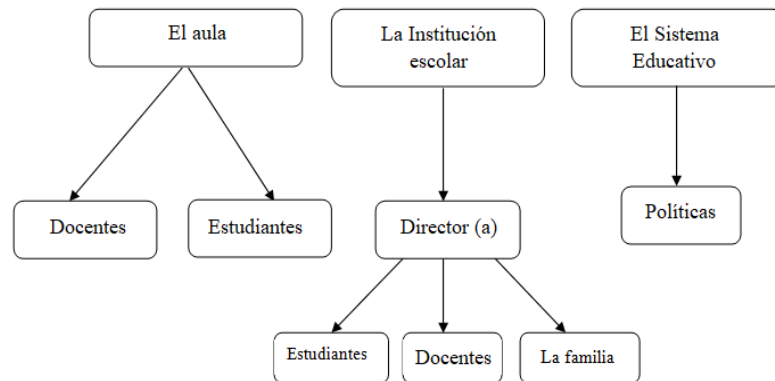 El aula
La Institución
escolar
El Sistema
Educativo
Docentes
Estudiantes
Director (a)
Políticas
Estudiantes
Docentes
La familia